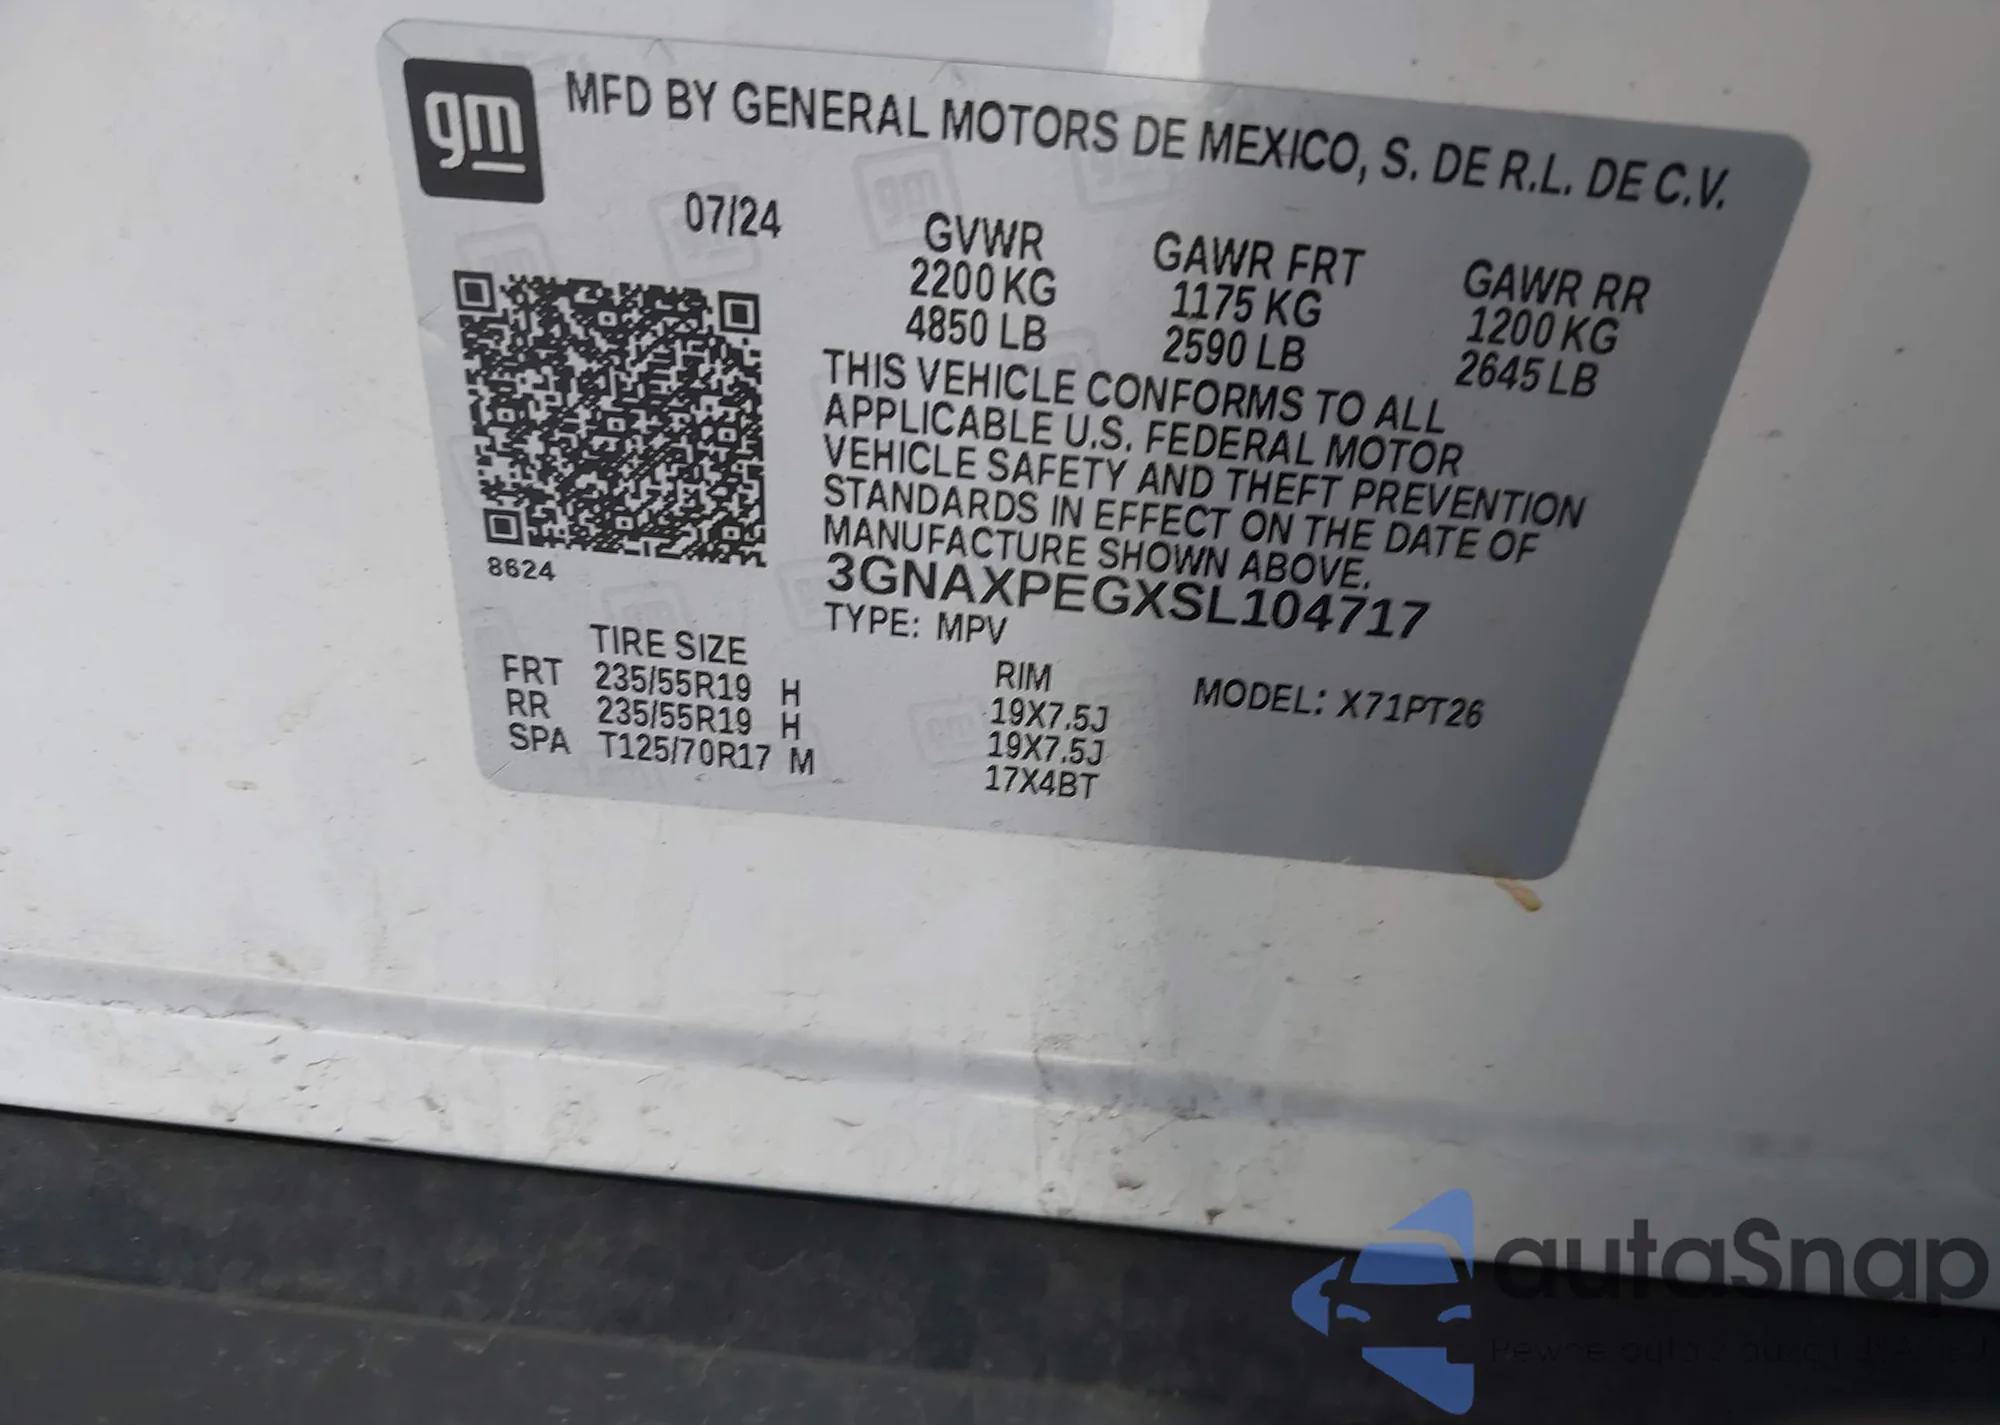 gm
MFD BY GENERAL MOTORS DE MEXICO, S. DE R.L. DE C.V.
07/24
GVWR GAWR FRT GAWR RR
2200 KG 1175 KG 1200 KG
4850 LB 2590 LB 2645 LB
THIS VEHICLE CONFORMS TO ALL
APPLICABLE U.S. FEDERAL MOTOR
VEHICLE SAFETY AND THEFT PREVENTION
STANDARDS IN EFFECT ON THE DATE OF
MANUFACTURE SHOWN ABOVE.
8624
3GNAXPEGXSL104717
TYPE: MPV
TIRE SIZE RIM MODEL: X71PT26
FRT 235/55R19 H 19X7.5J
RR 235/55R19 H 19X7.5J
SPA T125/70R17 M 17X4BT
autaSnap
Pewne auta z